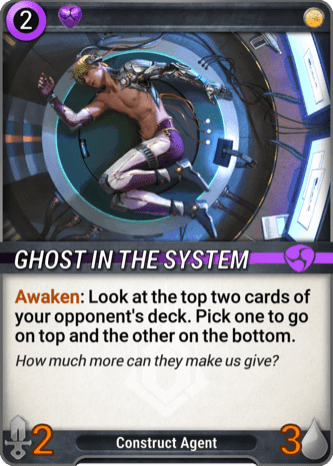 2
GHOST IN THE SYSTEM
Awaken: Look at the top two cards of
your opponent's deck. Pick one to go
on top and the other on the bottom.
How much more can they make us give?
2
Construct Agent
3